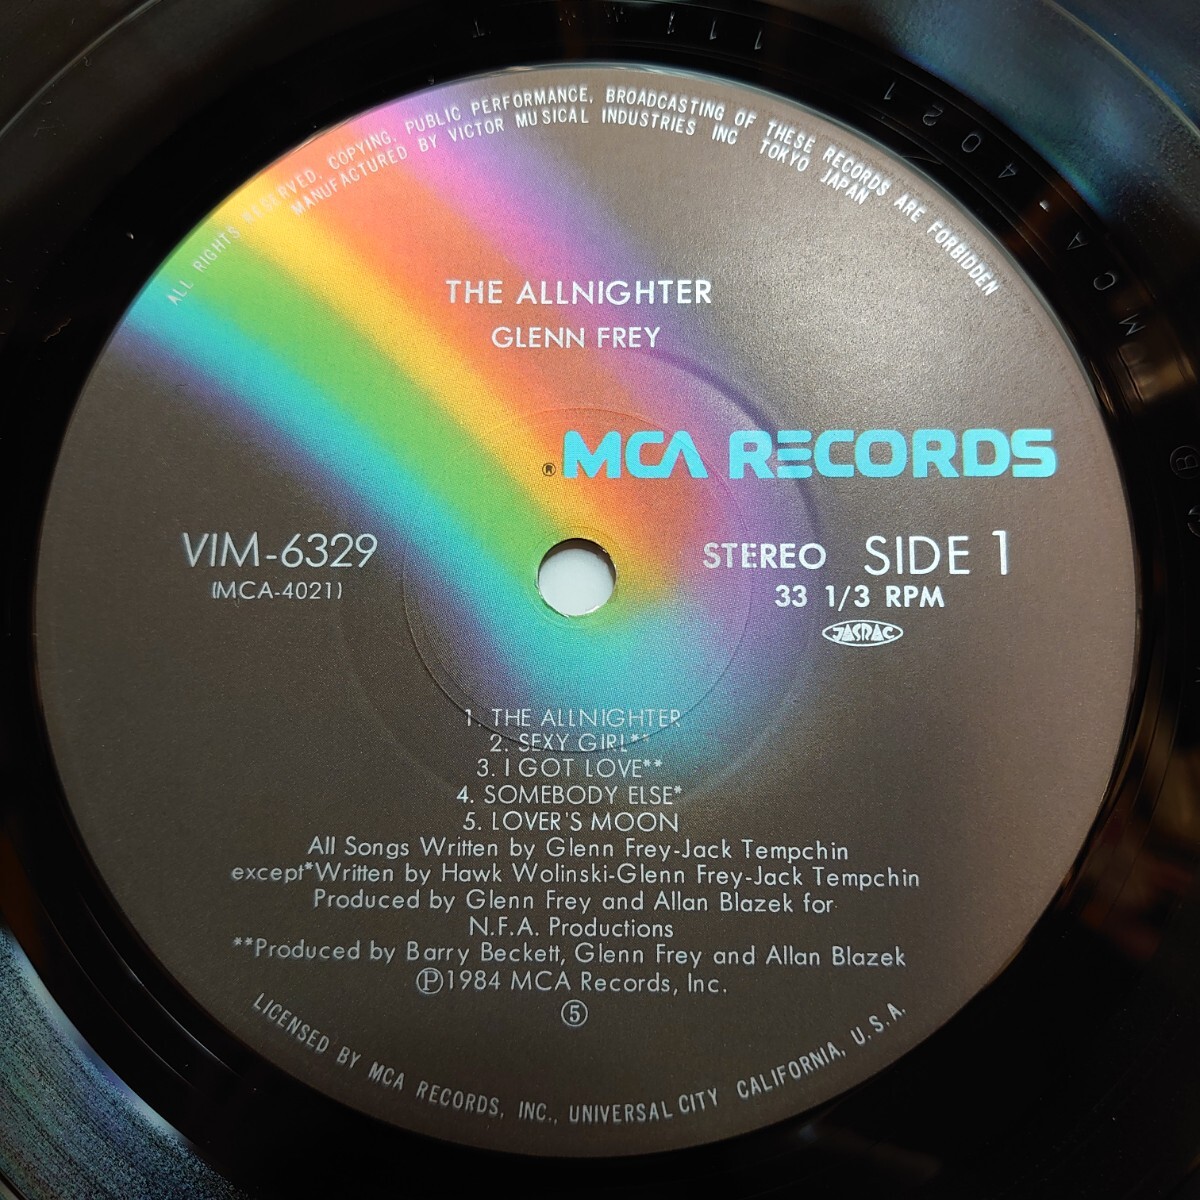 ALL RIGHTS RESERVED. COPYING, PUBLIC PERFORMANCE, BROADCASTING OF THESE RECORDS ARE FORBIDDEN
MANUFACTURED BY VICTOR MUSICAL INDUSTRIES INC TOKYO JAPAN
THE ALLNIGHTER
GLENN FREY
® MCA RECORDS
VIM-6329
(MCA-4021)
STEREO SIDE 1
33 1/3 RPM
JASRAC
1. THE ALLNIGHTER
2. SEXY GIRL**
3. I GOT LOVE**
4. SOMEBODY ELSE*
5. LOVER'S MOON
All Songs Written by Glenn Frey-Jack Tempchin
except*Written by Hawk Wolinski-Glenn Frey-Jack Tempchin
Produced by Glenn Frey and Allan Blazek for
N.F.A. Productions
**Produced by Barry Beckett, Glenn Frey and Allan Blazek
Ⓟ1984 MCA Records, Inc.
⑤
LICENSED BY MCA RECORDS, INC., UNIVERSAL CITY CALIFORNIA, U.S.A.
MCA-4021
111
T